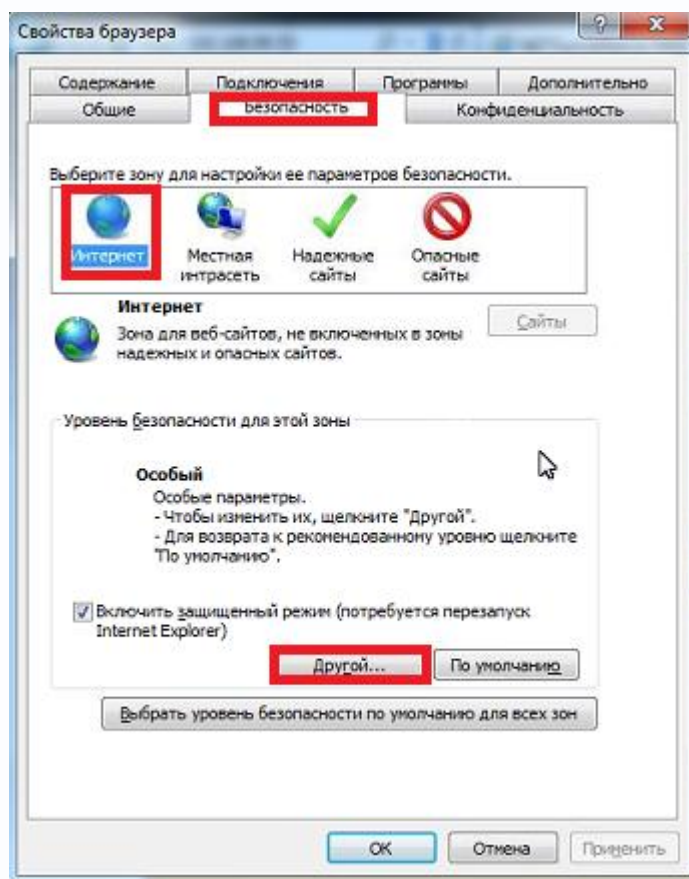 Свойства браузера
Содержание Подключения Программы Дополнительно
Общие Безопасность Конфиденциальность
Выберите зону для настройки ее параметров безопасности.
Интернет Местная интрасеть Надежные сайты Опасные сайты
Интернет
Зона для веб-сайтов, не включенных в зоны
надежных и опасных сайтов.
Сайты
Уровень безопасности для этой зоны
Особый
Особые параметры.
- Чтобы изменить их, щелкните "Другой".
- Для возврата к рекомендованному уровню щелкните
"По умолчанию".
Включить защищенный режим (потребуется перезапуск
Internet Explorer)
Другой... По умолчанию
Выбрать уровень безопасности по умолчанию для всех зон
ОК Отмена Применить